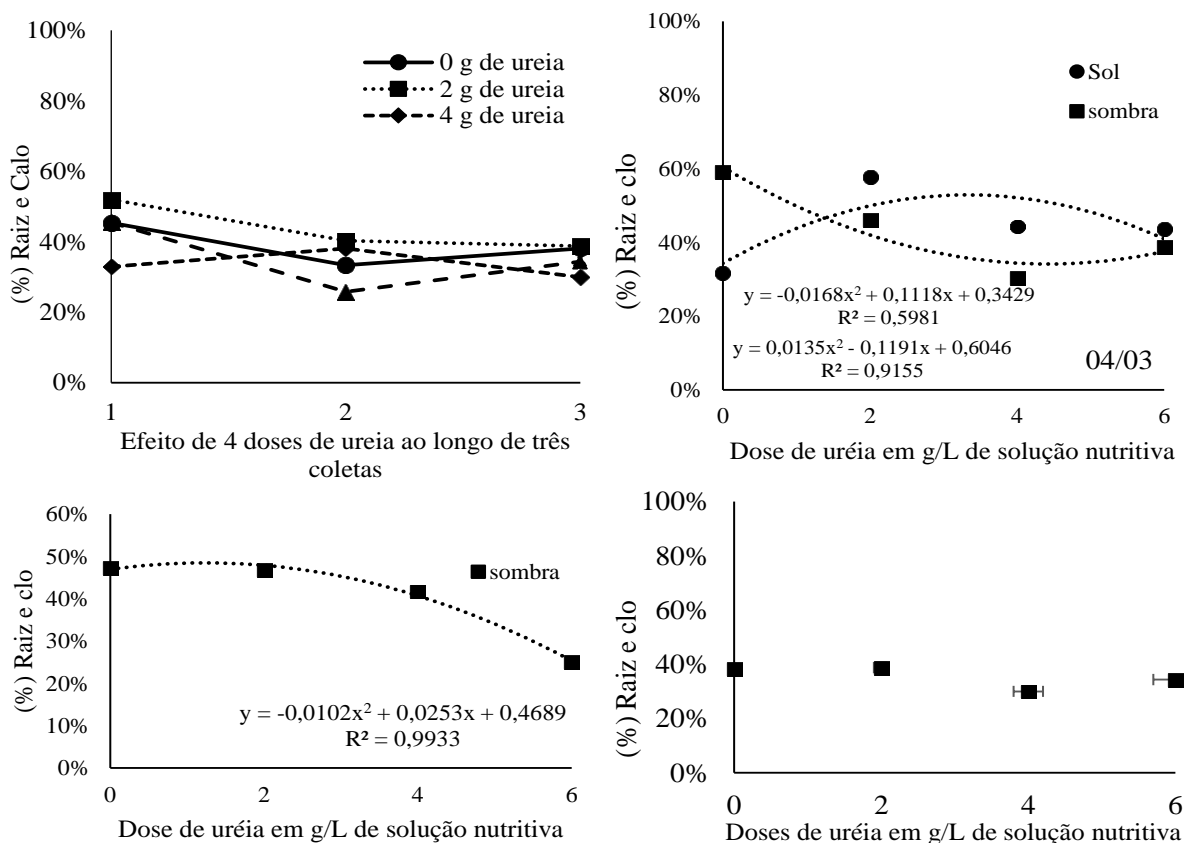 100%
80%
60%
40%
20%
0%
(%) Raiz e Calo
0 g de ureia
2 g de ureia
4 g de ureia
1 2 3
Efeito de 4 doses de ureia ao longo de três
coletas
100%
80%
60%
40%
20%
0%
(%) Raiz e clo
Sol
sombra
y = -0,0168x² + 0,1118x + 0,3429
R² = 0,5981
y = 0,0135x² - 0,1191x + 0,6046
R² = 0,9155
04/03
0 2 4 6
Dose de uréia em g/L de solução nutritiva
60%
50%
40%
30%
20%
10%
0%
(%) Raiz e clo
sombra
y = -0,0102x² + 0,0253x + 0,4689
R² = 0,9933
0 2 4 6
Dose de uréia em g/L de solução nutritiva
100%
80%
60%
40%
20%
0%
(%) Raiz e clo
0 2 4 6
Doses de uréia em g/L de solução nutritiva